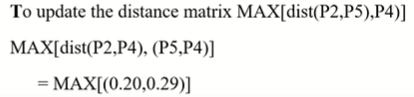 To update the distance matrix MAX[dist(P2,P5),P4)]
MAX[dist(P2,P4), (P5,P4)]
= MAX[(0.20,0.29)]